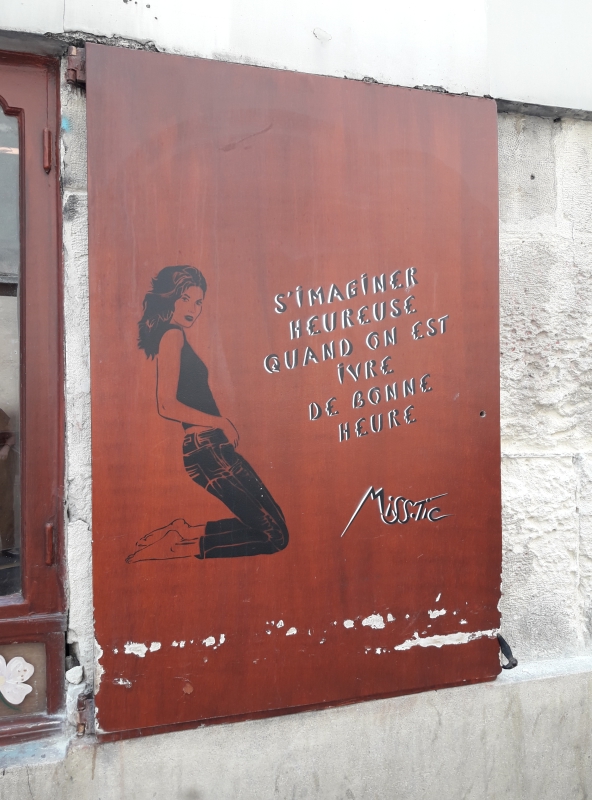 S'IMAGINER
HEUREUSE
QUAND ON EST
IVRE
DE BONNE
HEURE
Miss.Tic